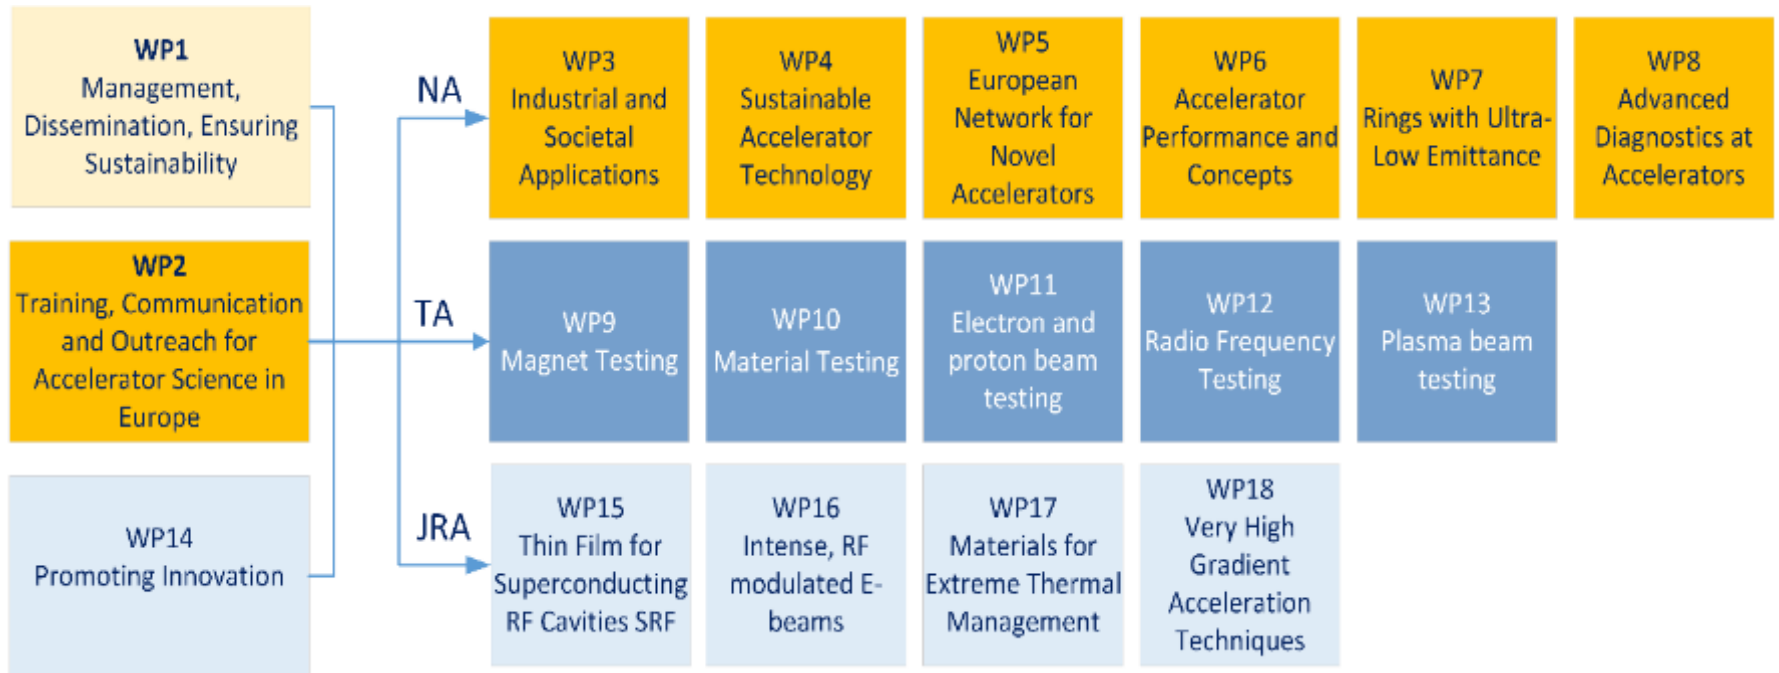 WP1
Management,
Dissemination, Ensuring
Sustainability
WP2
Training, Communication
and Outreach for
Accelerator Science in
Europe
WP14
Promoting Innovation
NA
WP3
Industrial and
Societal
Applications
WP4
Sustainable
Accelerator
Technology
WP5
European
Network for
Novel
Accelerators
WP6
Accelerator
Performance and
Concepts
WP7
Rings with Ultra-
Low Emittance
WP8
Advanced
Diagnostics at
Accelerators
TA
WP9
Magnet Testing
WP10
Material Testing
WP11
Electron and
proton beam
testing
WP12
Radio Frequency
Testing
WP13
Plasma beam
testing
JRA
WP15
Thin Film for
Superconducting
RF Cavities SRF
WP16
Intense, RF
modulated E-
beams
WP17
Materials for
Extreme Thermal
Management
WP18
Very High
Gradient
Acceleration
Techniques